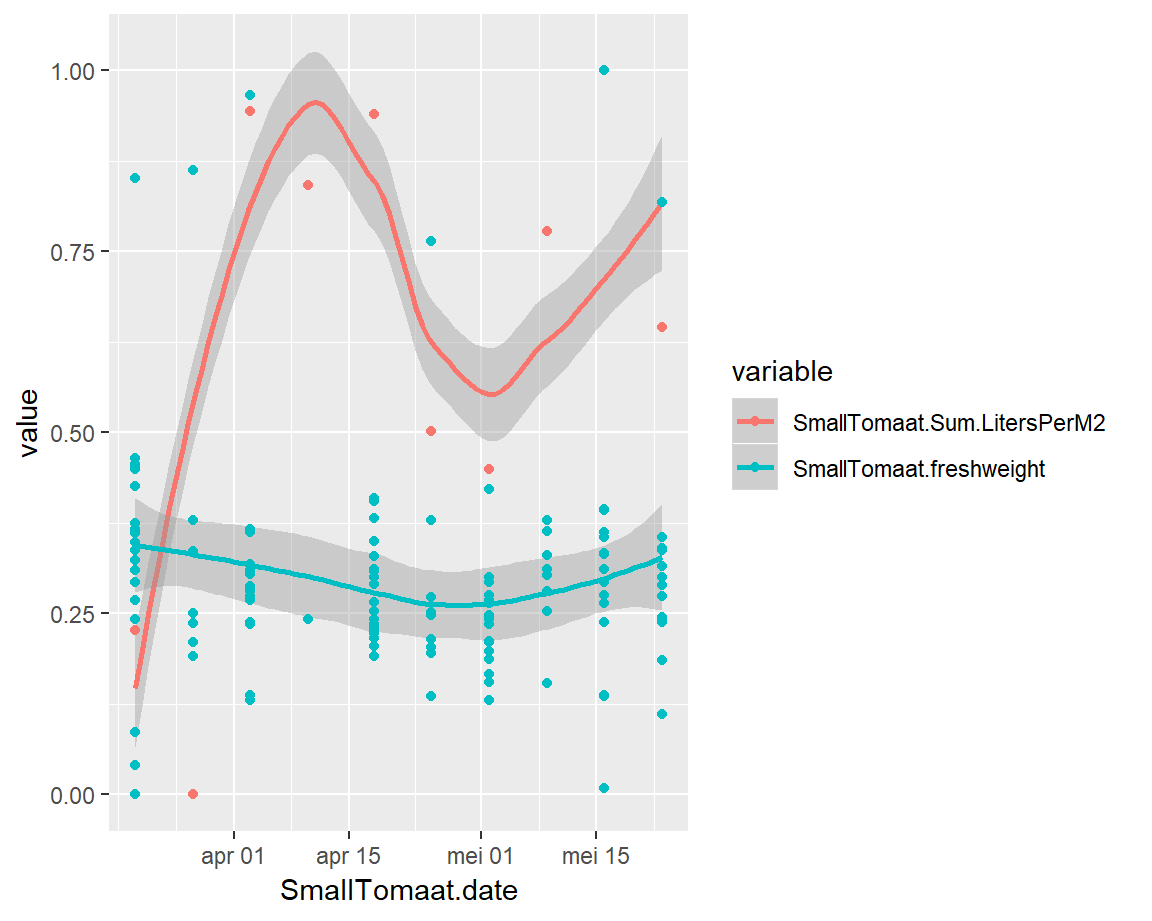 1.00
0.75
0.50
0.25
0.00
value
apr 01
apr 15
mei 01
mei 15
SmallTomaat.date
variable
SmallTomaat.Sum.LitersPerM2
SmallTomaat.freshweight